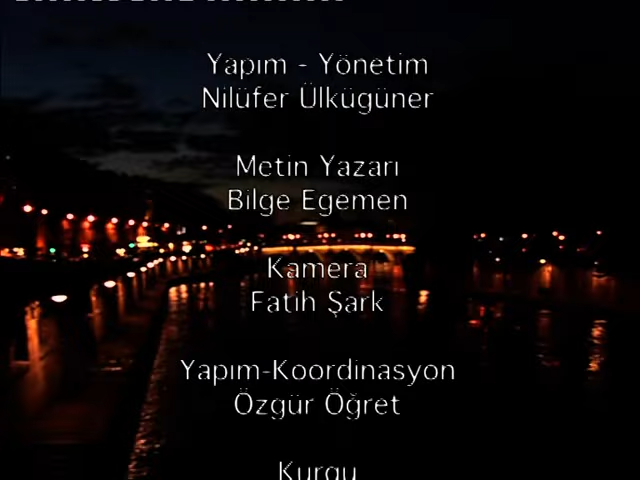 Yapım - Yönetim
Nilüfer Ülkügüner
Metin Yazarı
Bilge Egemen
Kamera
Fatih Şark
Yapım-Koordinasyon
Özgür Öğret
Kurgu